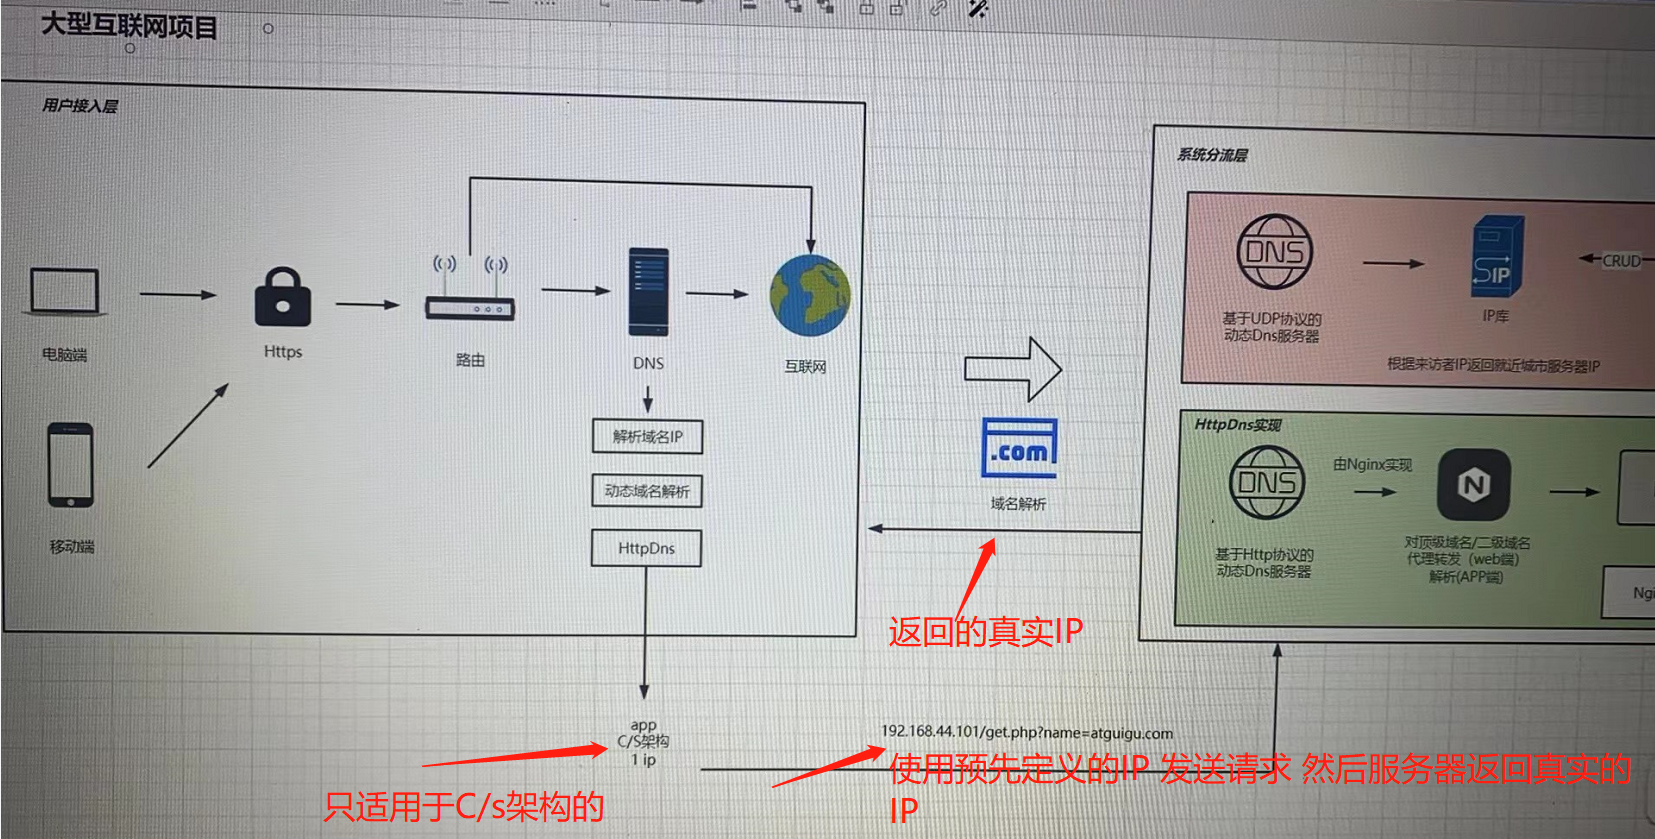 大型互联网项目
用户接入层
电脑端
移动端
Https
路由
DNS
互联网
解析域名IP
动态域名解析
HttpDns
app
C/S架构
1 ip
只适用于C/s架构的
.com
域名解析
返回的真实IP
192.168.44.101/get.php?name=atguigu.com
使用预先定义的IP 发送请求 然后服务器返回真实的
IP
系统分流层
DNS
基于UDP协议的
动态Dns服务器
IP
IP库
CRUD
根据来访者IP返回就近城市服务器IP
HttpDns实现
DNS
基于Http协议的
动态Dns服务器
由Nginx实现
N
对顶级域名/二级域名
代理转发（web端）
解析(APP端)
Ngi